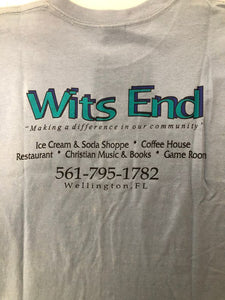 Wits End
"Making a difference in our community"
Ice Cream & Soda Shoppe * Coffee House
Restaurant * Christian Music & Books * Game Room
561-795-1782
Wellington, FL